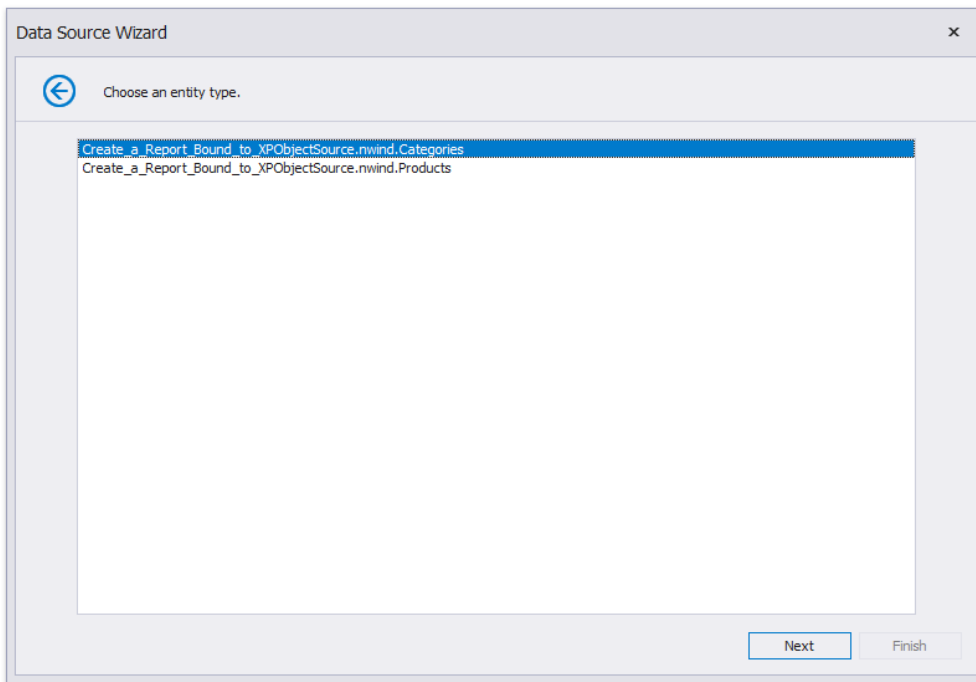 Data Source Wizard
Choose an entity type.
Create_a_Report_Bound_to_XPObjectSource.nwind.Categories
Create_a_Report_Bound_to_XPObjectSource.nwind.Products
Next Finish